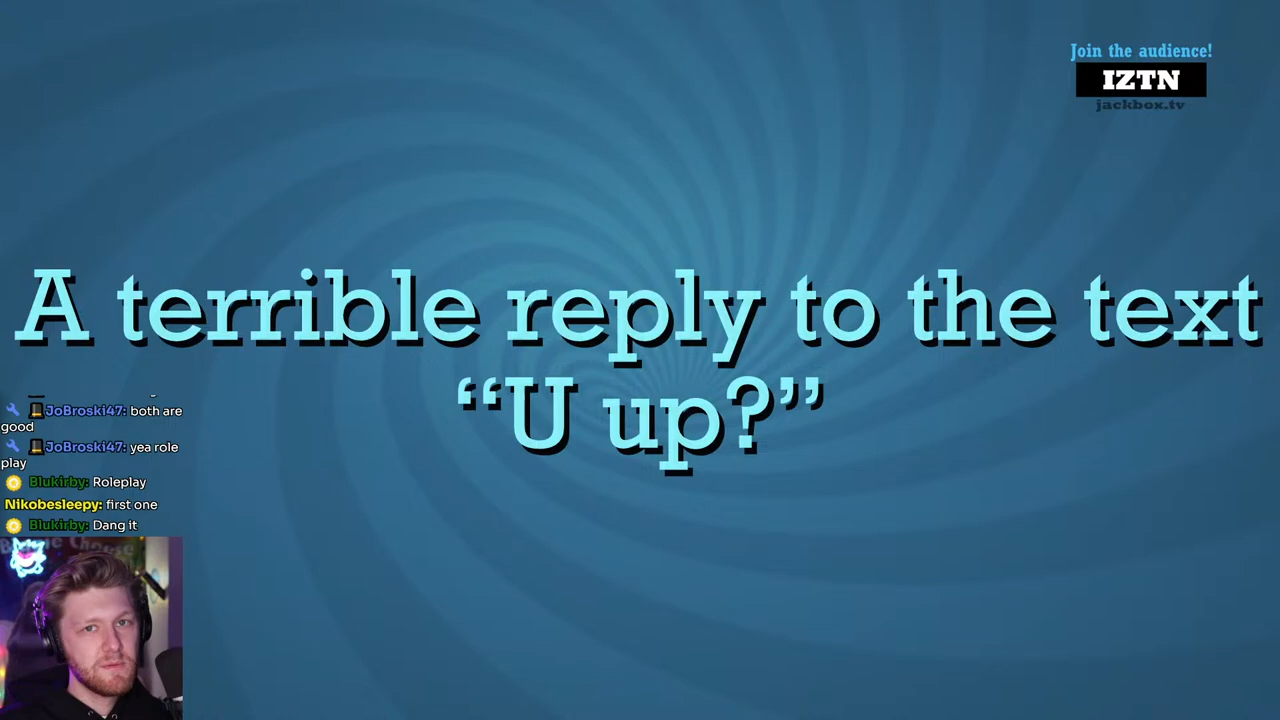 Join the audience!
IZTN
jackbox.tv
A terrible reply to the text
“U up?”
JoBroski47: both are
good
JoBroski47: yea role
play
Blukirby: Roleplay
Nikobesleepy: first one
Blukirby: Dang it